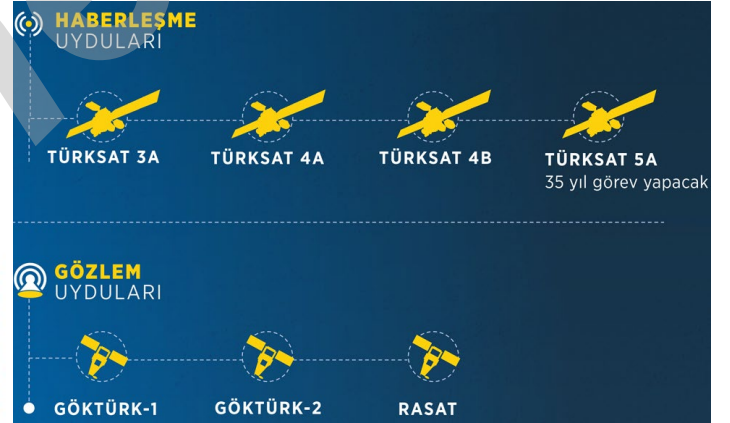 HABERLEŞME
UYDULARI
TÜRKSAT 3A
TÜRKSAT 4A
TÜRKSAT 4B
TÜRKSAT 5A
35 yıl görev yapacak
GÖZLEM
UYDULARI
GÖKTÜRK-1
GÖKTÜRK-2
RASAT